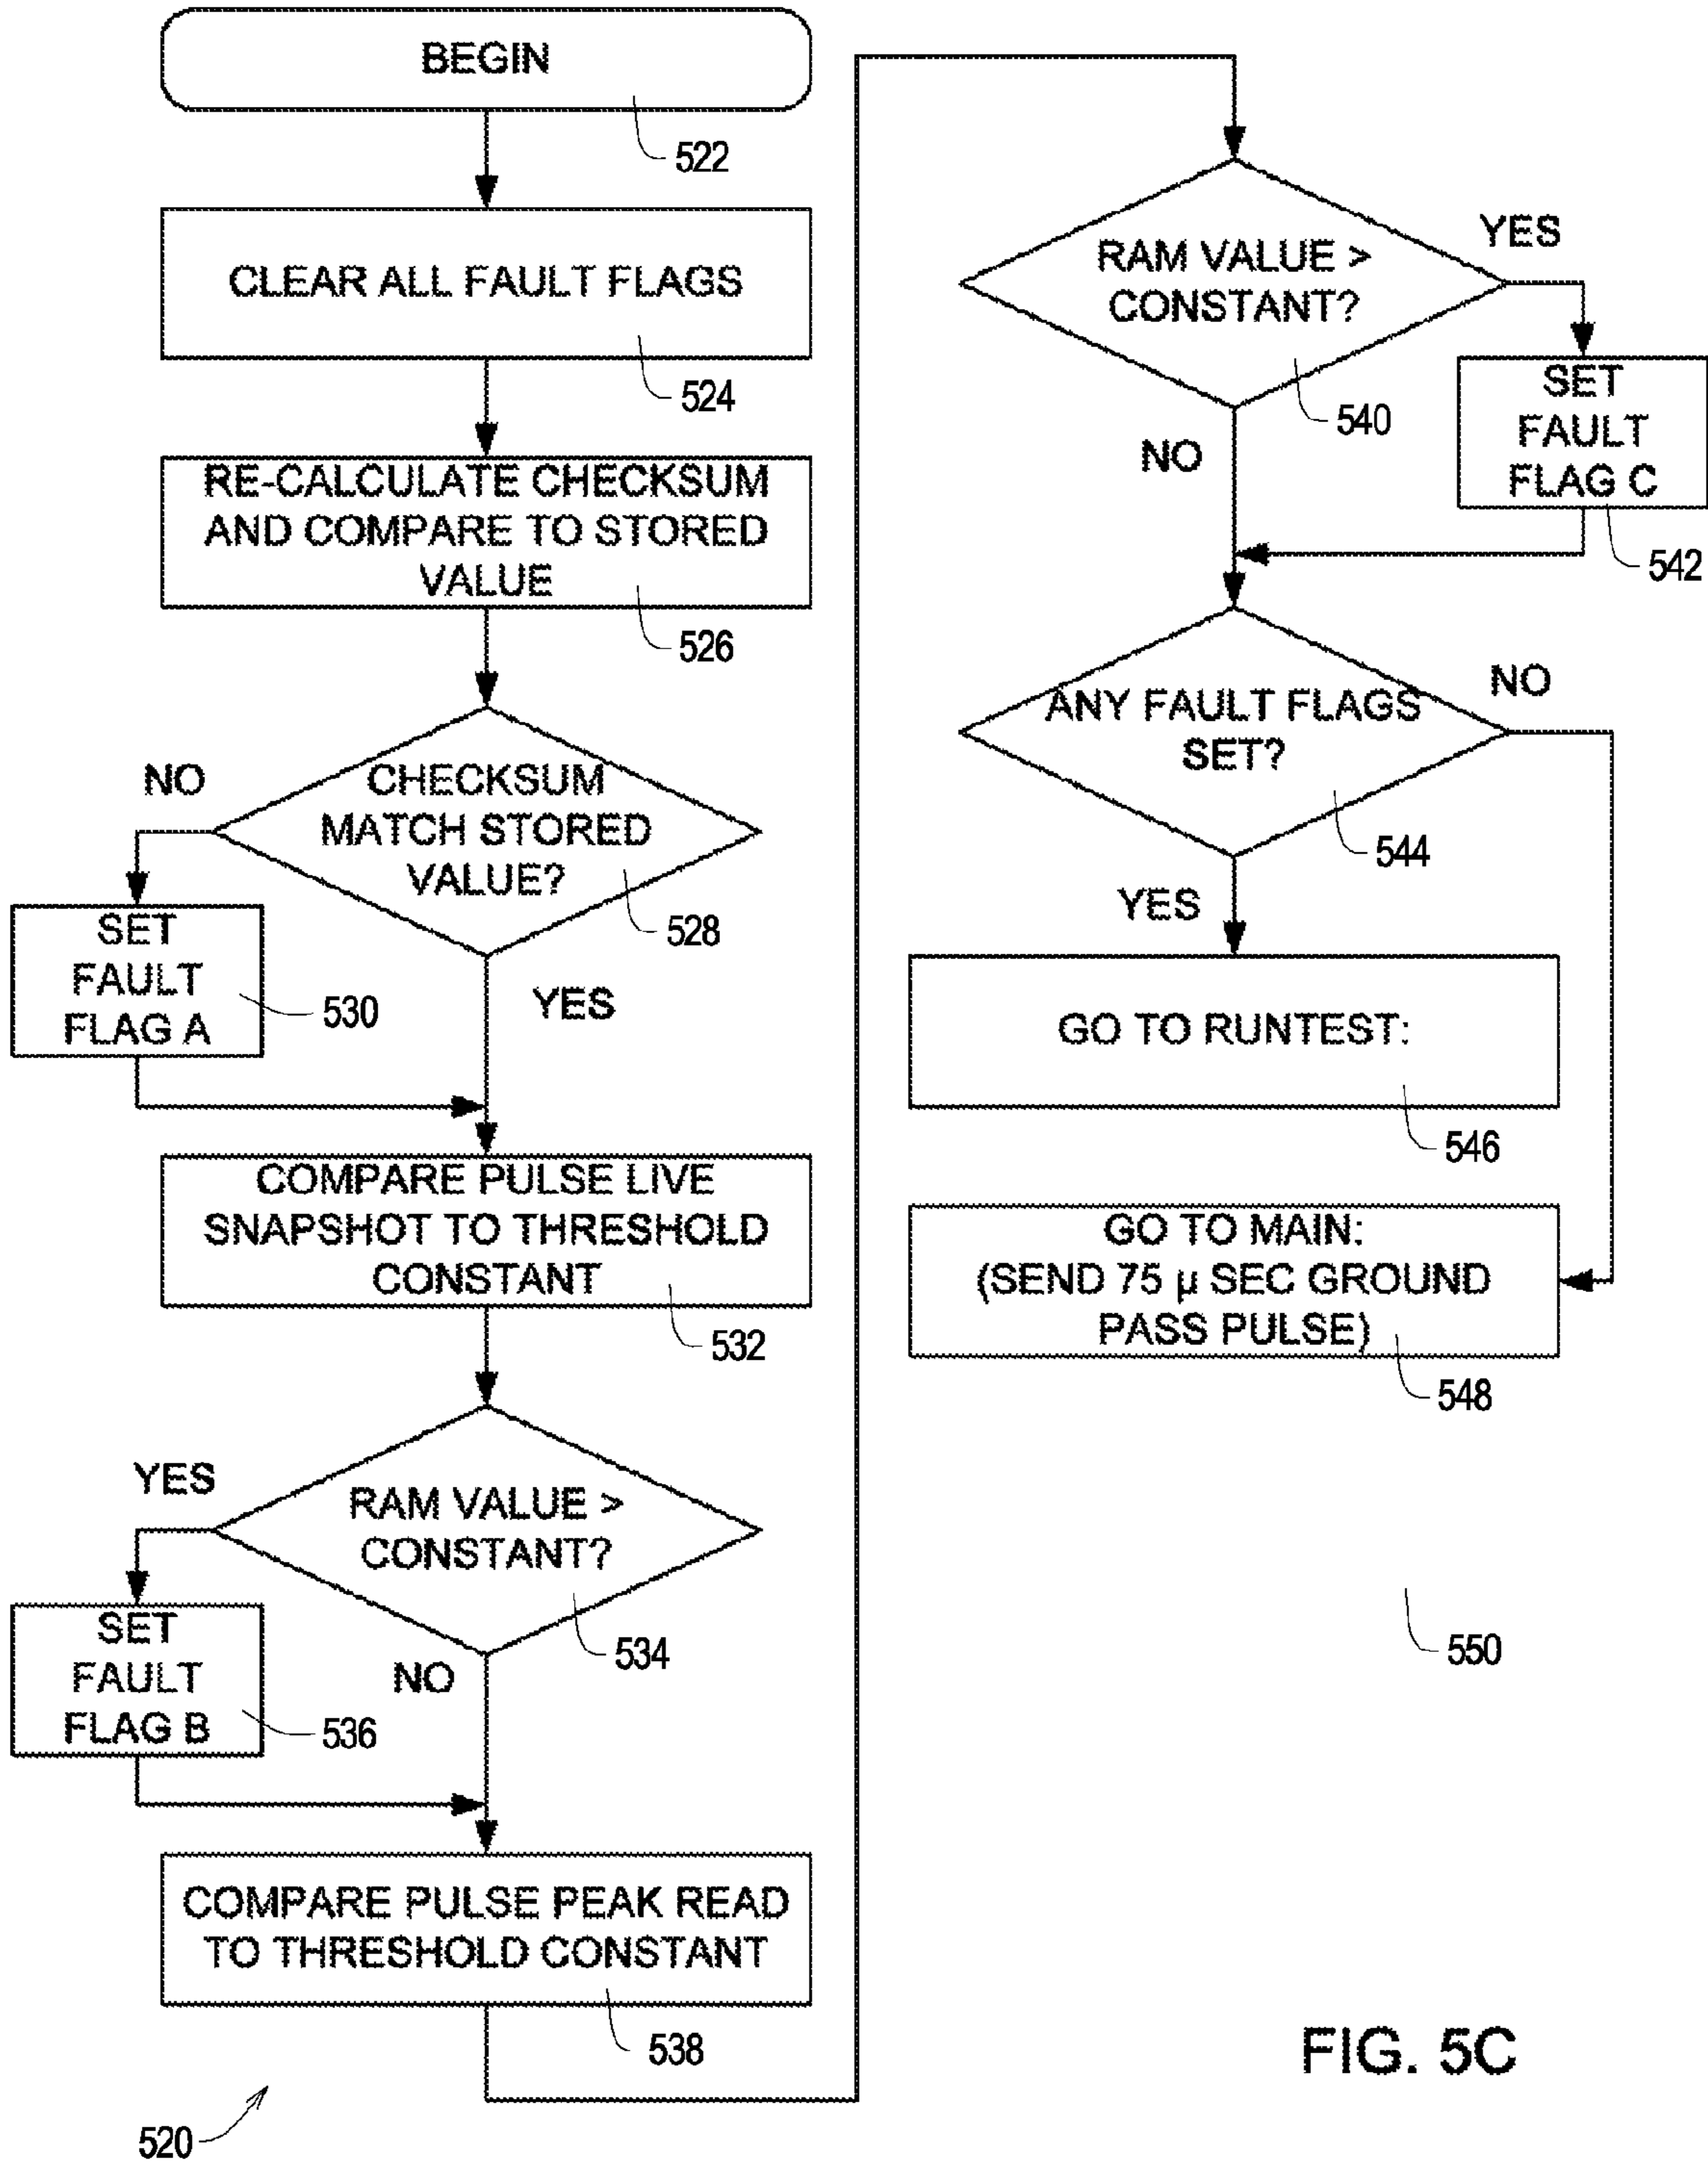 BEGIN
522
CLEAR ALL FAULT FLAGS
524
RE-CALCULATE CHECKSUM
AND COMPARE TO STORED
VALUE
526
CHECKSUM
MATCH STORED
VALUE?
528
NO
SET
FAULT
FLAG A
530
YES
COMPARE PULSE LIVE
SNAPSHOT TO THRESHOLD
CONSTANT
532
RAM VALUE >
CONSTANT?
534
YES
SET
FAULT
FLAG B
536
NO
COMPARE PULSE PEAK READ
TO THRESHOLD CONSTANT
538
520
RAM VALUE >
CONSTANT?
540
YES
SET
FAULT
FLAG C
542
NO
ANY FAULT FLAGS
SET?
544
NO
YES
GO TO RUNTEST:
546
GO TO MAIN:
(SEND 75 µ SEC GROUND
PASS PULSE)
548
550
FIG. 5C